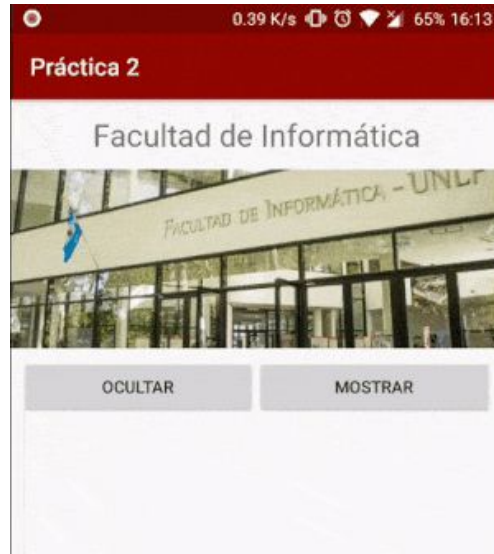 0.39 K/s 65% 16:13
Práctica 2
Facultad de Informática
FACULTAD DE INFORMÁTICA - UNLP
OCULTAR MOSTRAR